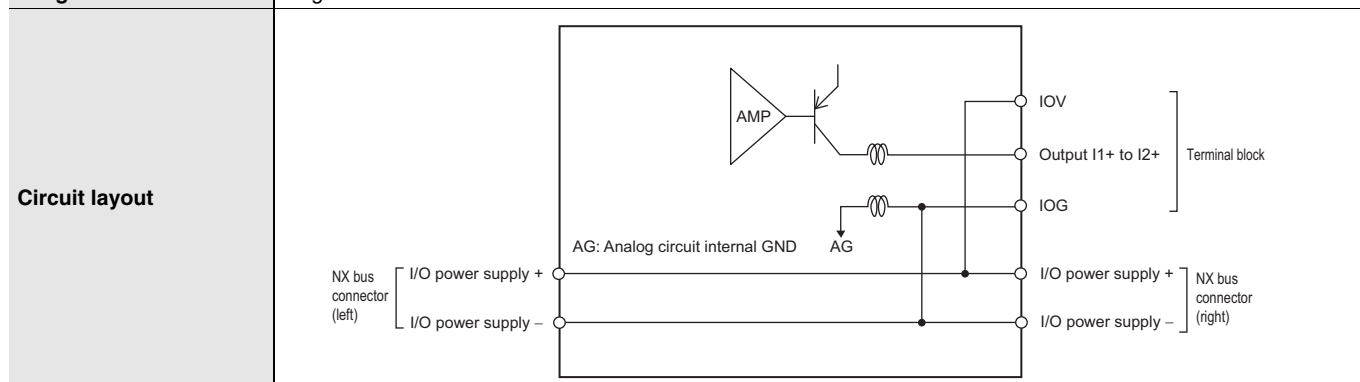 Circuit layout
AMP
IOV
Output I1+ to I2+
Terminal block
IOG
AG: Analog circuit internal GND
AG
NX bus
connector
(left)
I/O power supply +
I/O power supply –
I/O power supply +
I/O power supply –
NX bus
connector
(right)